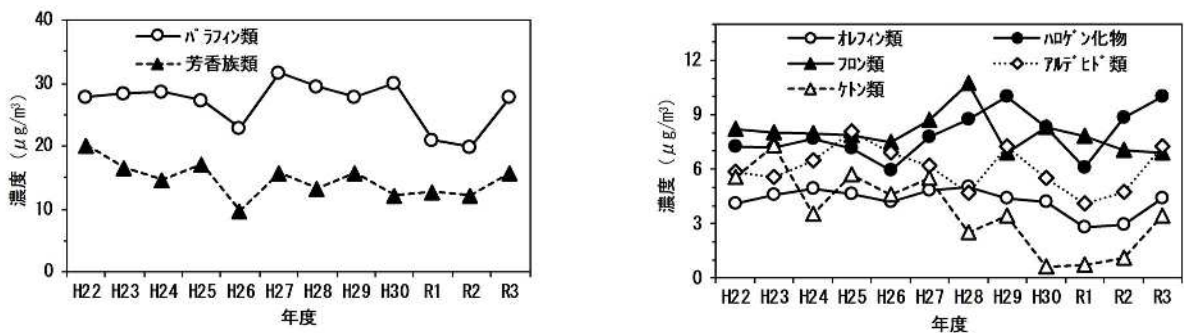 40
30
20
10
0
濃度 (μg/m³)
パラフィン類
芳香族類
H22 H23 H24 H25 H26 H27 H28 H29 H30 R1 R2 R3
年度
12
9
6
3
0
濃度 (μg/m³)
オレフィン類 ハロゲン化物
フロン類 アルデヒド類
ケトン類
H22 H23 H24 H25 H26 H27 H28 H29 H30 R1 R2 R3
年度